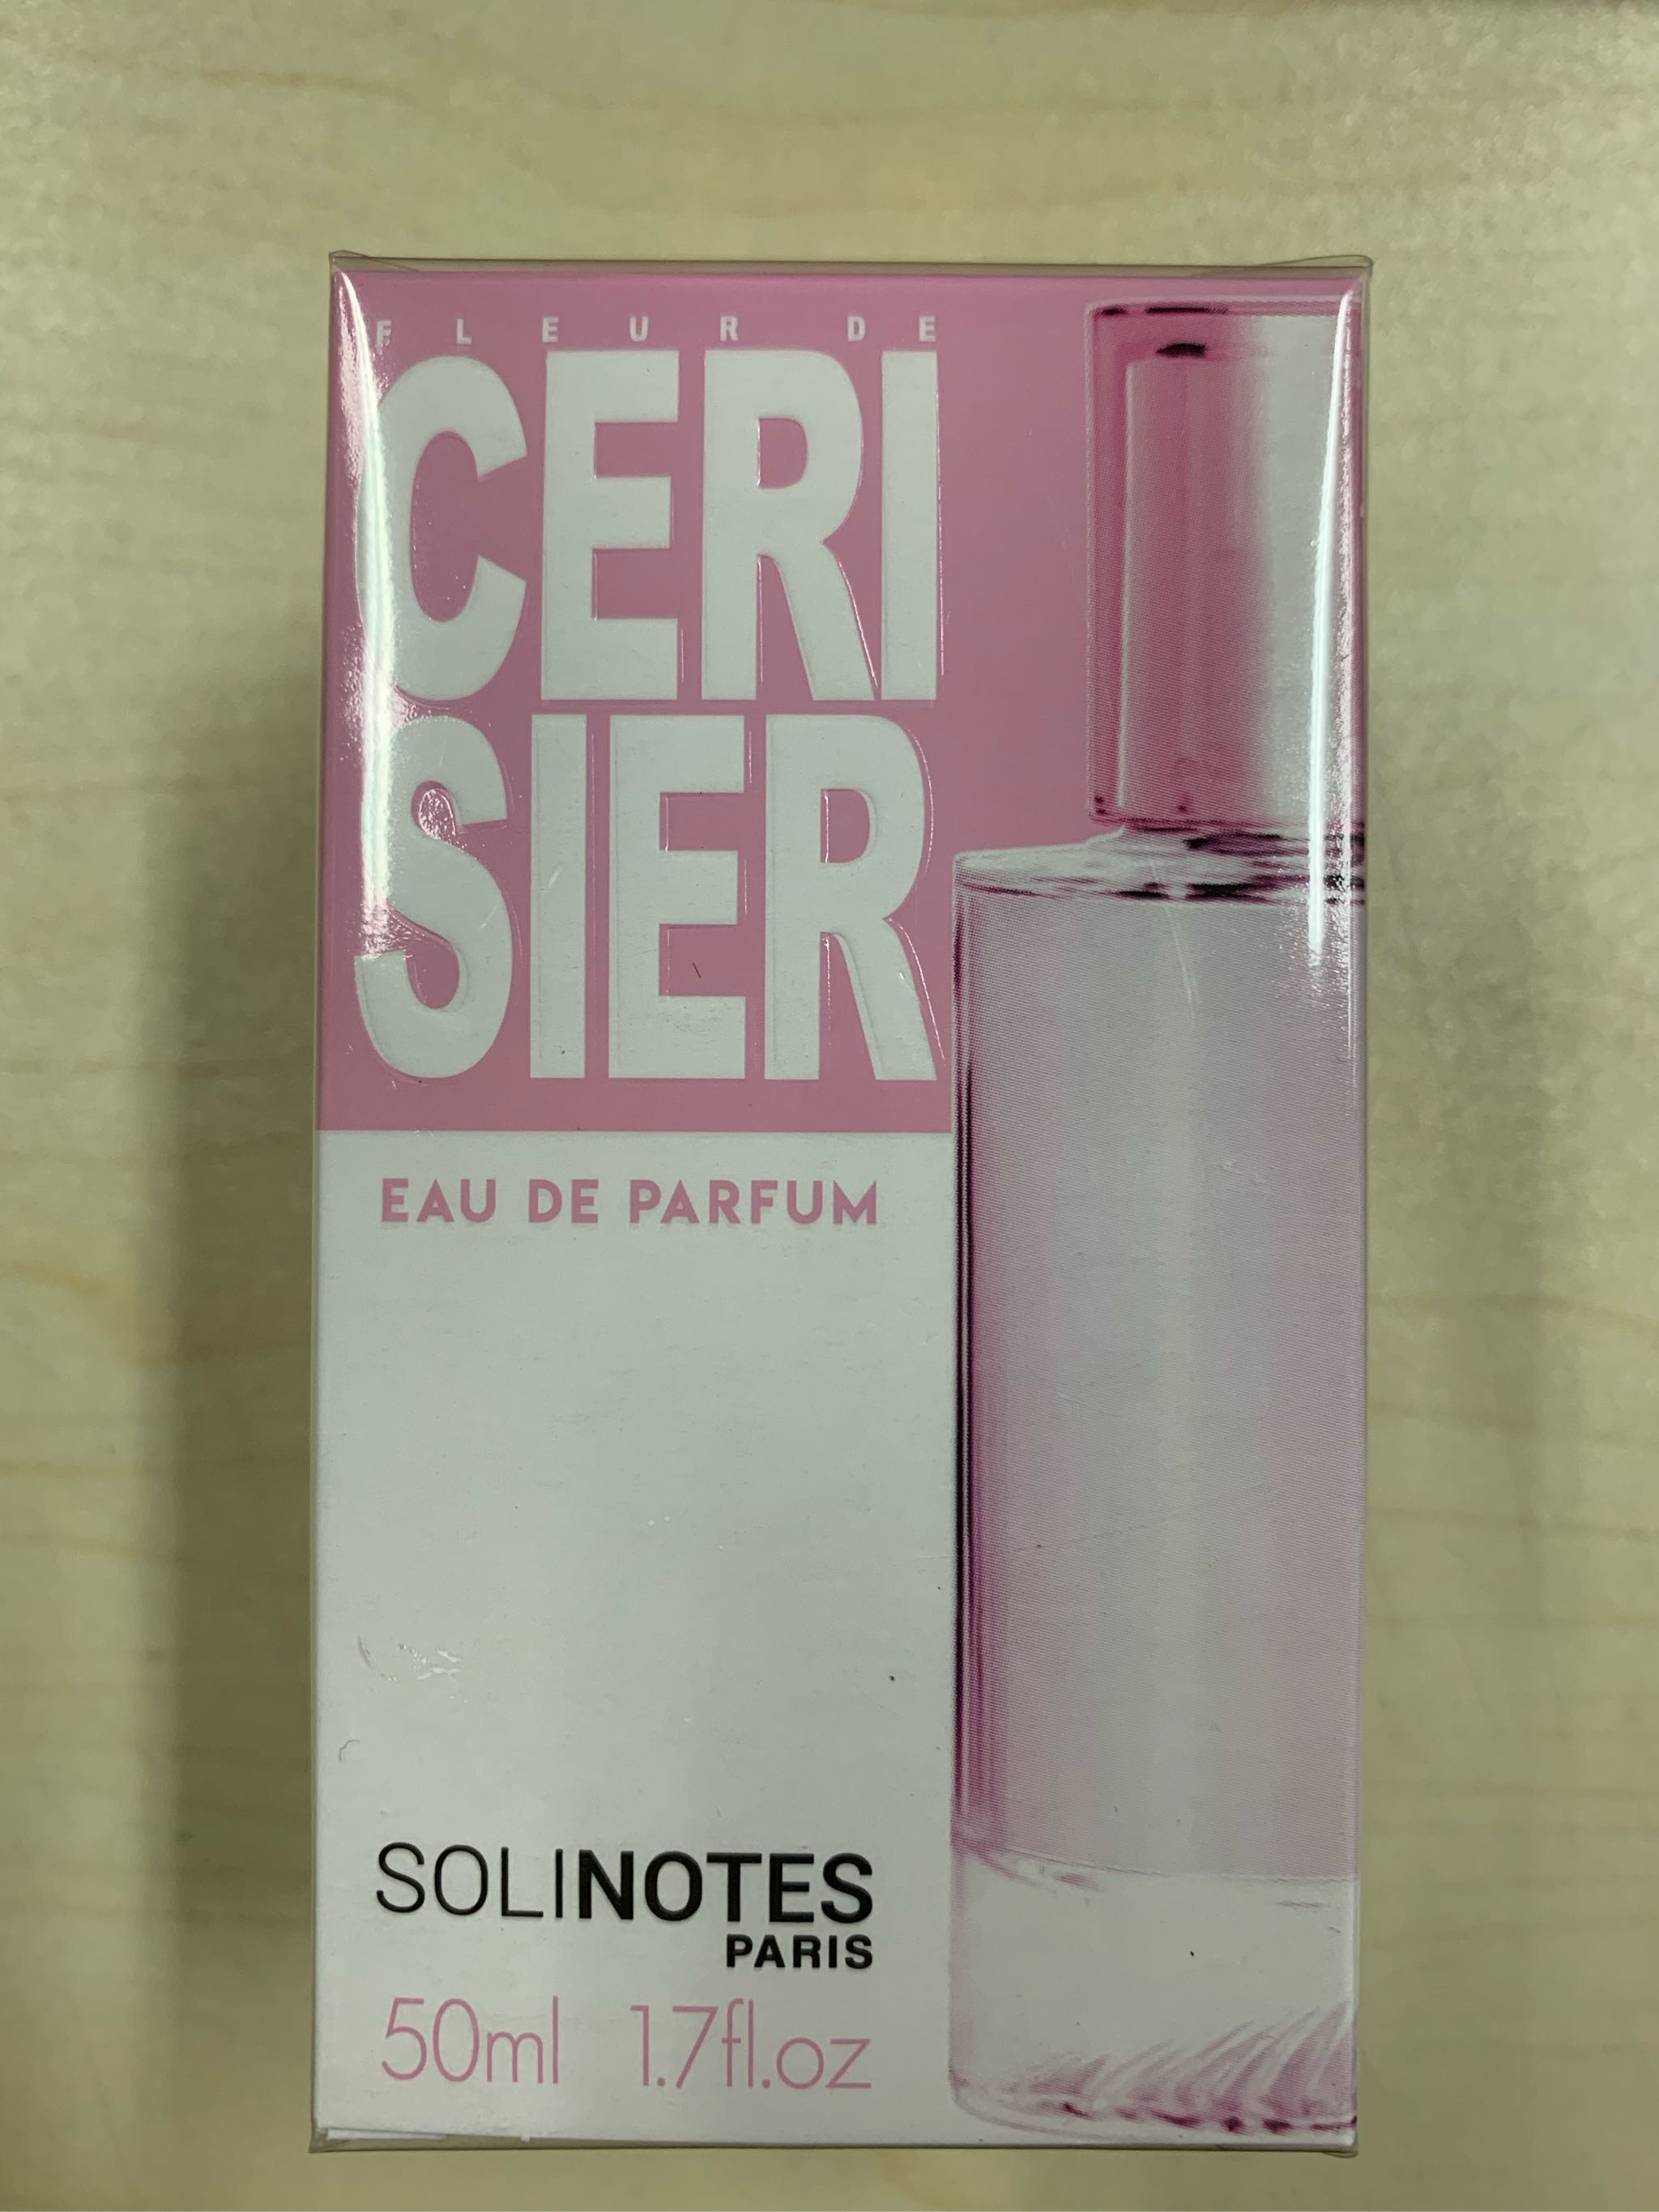 FLEUR DE
CERI
SIER
EAU DE PARFUM
SOLINOTES
PARIS
50ml 1.7fl.oz